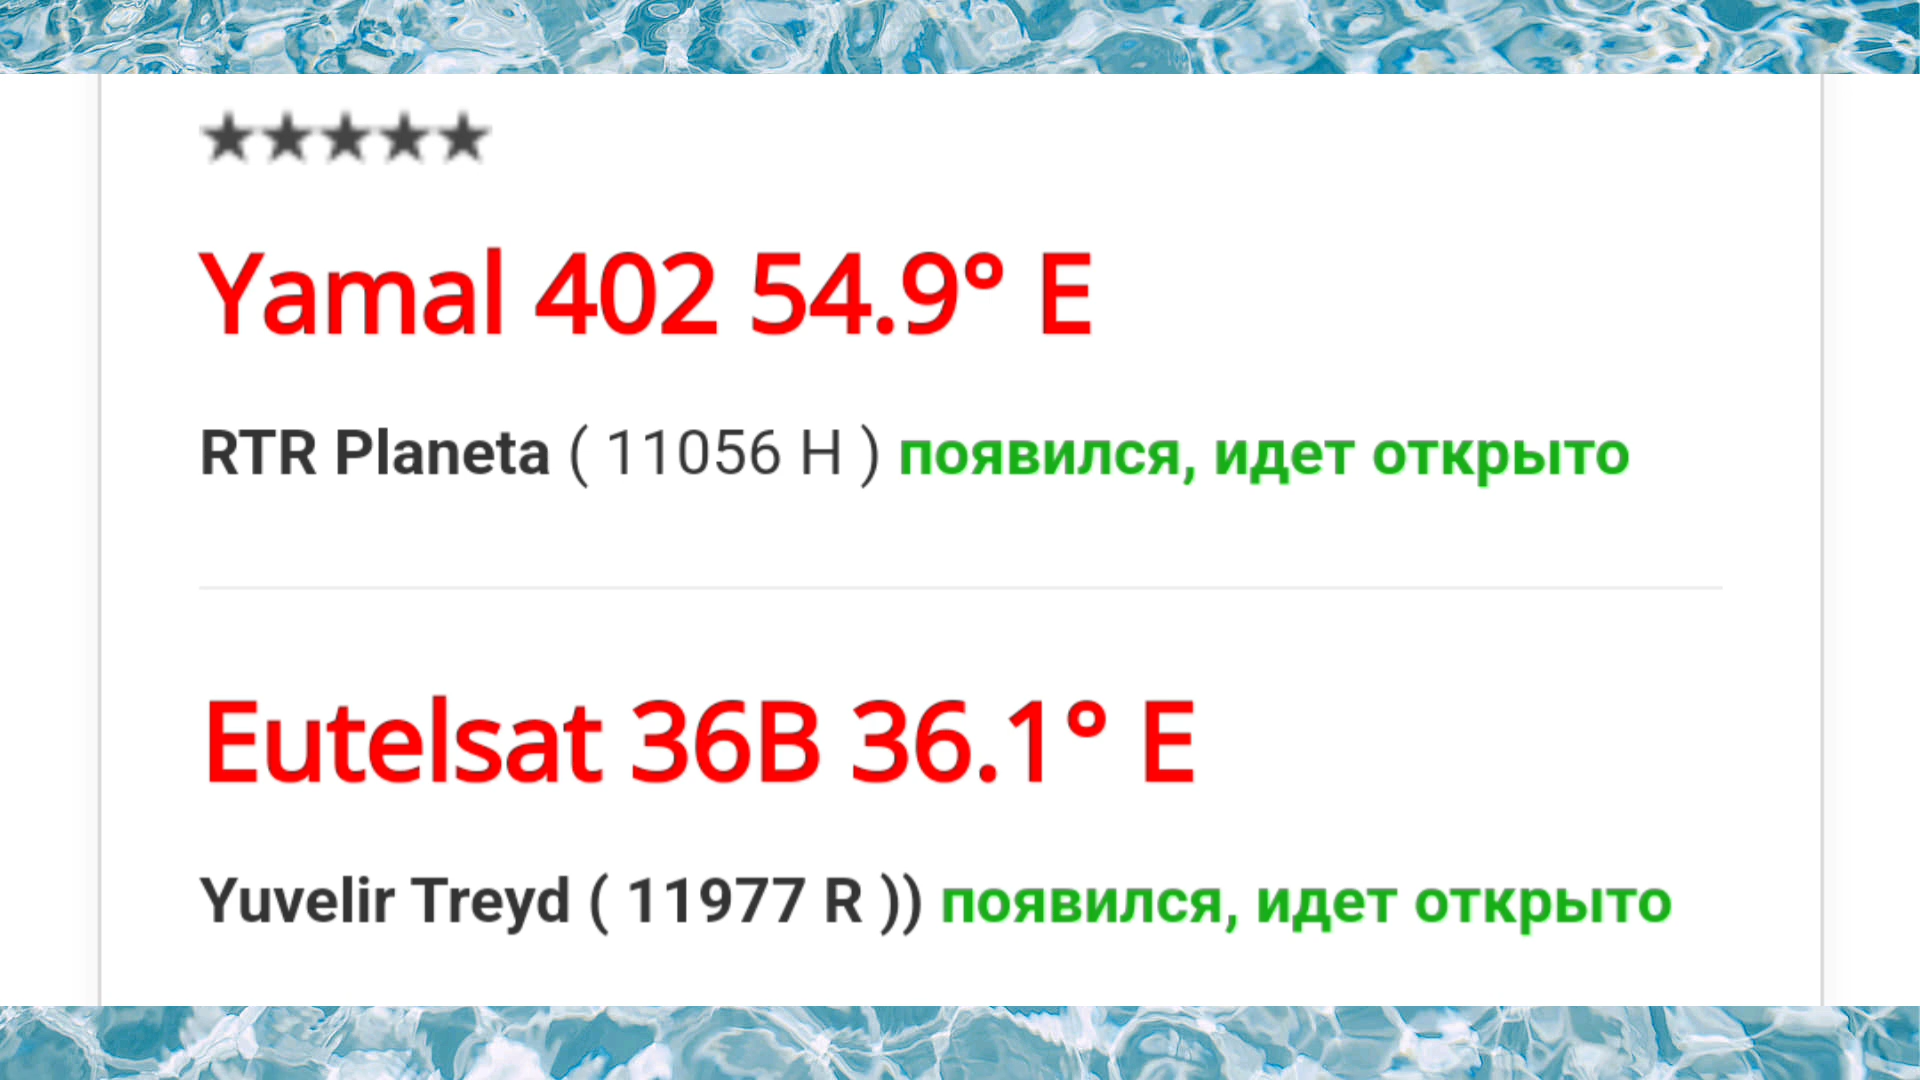 ★★★★★
Yamal 402 54.9° E
RTR Planeta ( 11056 H ) появился, идет открыто
Eutelsat 36B 36.1° E
Yuvelir Treyd ( 11977 R )) появился, идет открыто